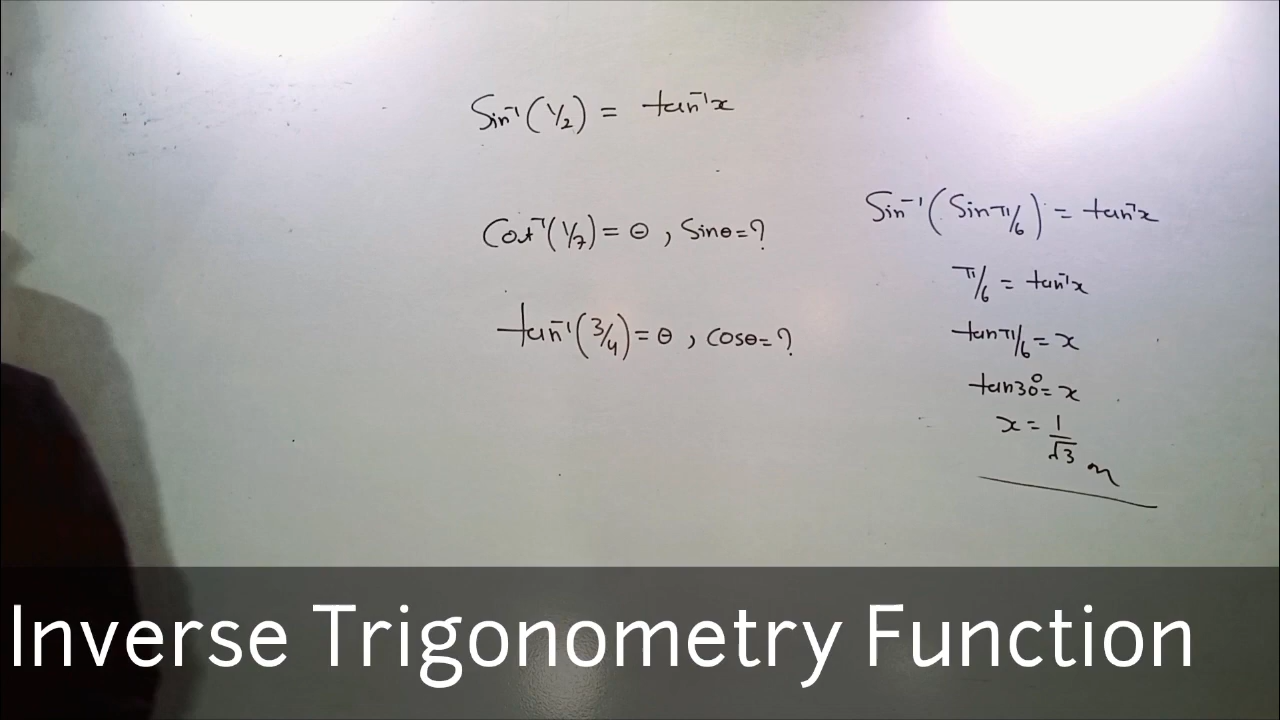 Sin⁻¹(1/2) = tan⁻¹x
Cot⁻¹(1/7) = θ , Sinθ = ?
tan⁻¹(3/4) = θ , cosθ = ?
Sin⁻¹(Sin π/6) = tan⁻¹x
π/6 = tan⁻¹x
tan π/6 = x
tan 30° = x
x = 1/√3
Inverse Trigonometry Function